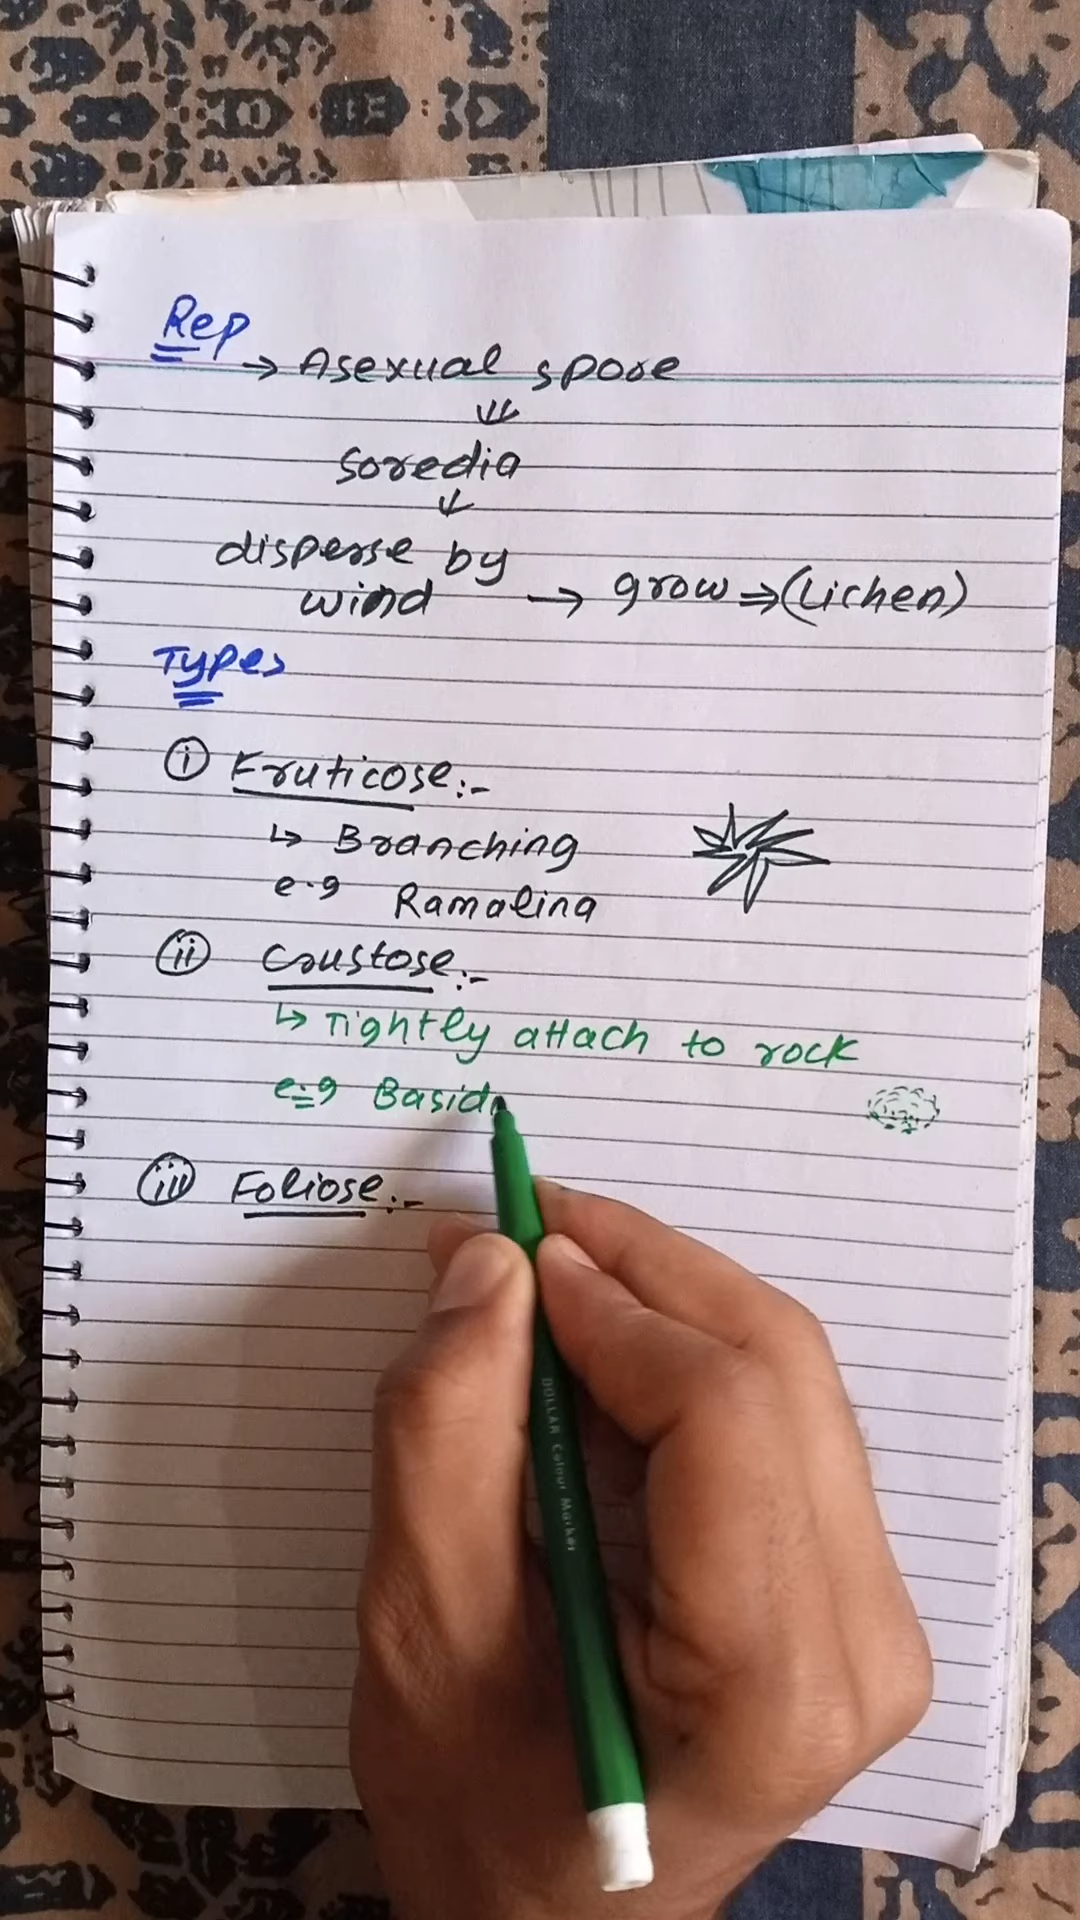 Rep
→ Asexual spore
soredia
disperse by
wind → grow ⇒ (Lichen)
Types
(i) Fruticose:-
↳ Branching
e.g Ramalina
(ii) Crustose:-
↳ Tightly attach to rock
e.g Basid
(iii) Foliose:-
DOLLAR Colour Marker